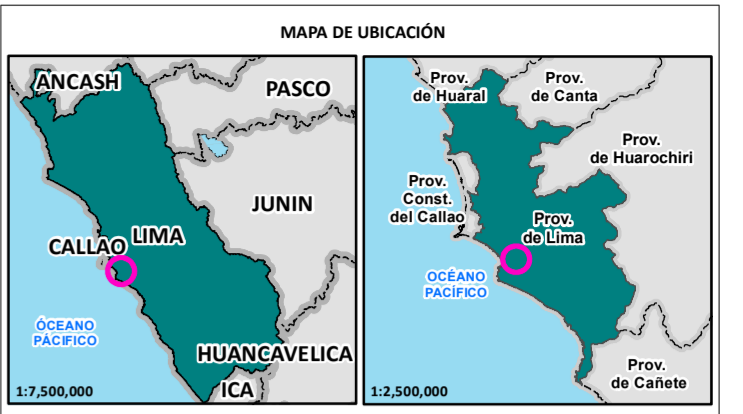 MAPA DE UBICACIÓN
ANCASH
PASCO
JUNIN
LIMA
CALLAO
ÓCEANO
PÁCIFICO
HUANCAVELICA
ICA
1:7,500,000
Prov.
de Huaral
Prov.
de Canta
Prov.
de Huarochiri
Prov.
Const.
del Callao
Prov.
de Lima
OCÉANO
PACÍFICO
Prov.
de Cañete
1:2,500,000